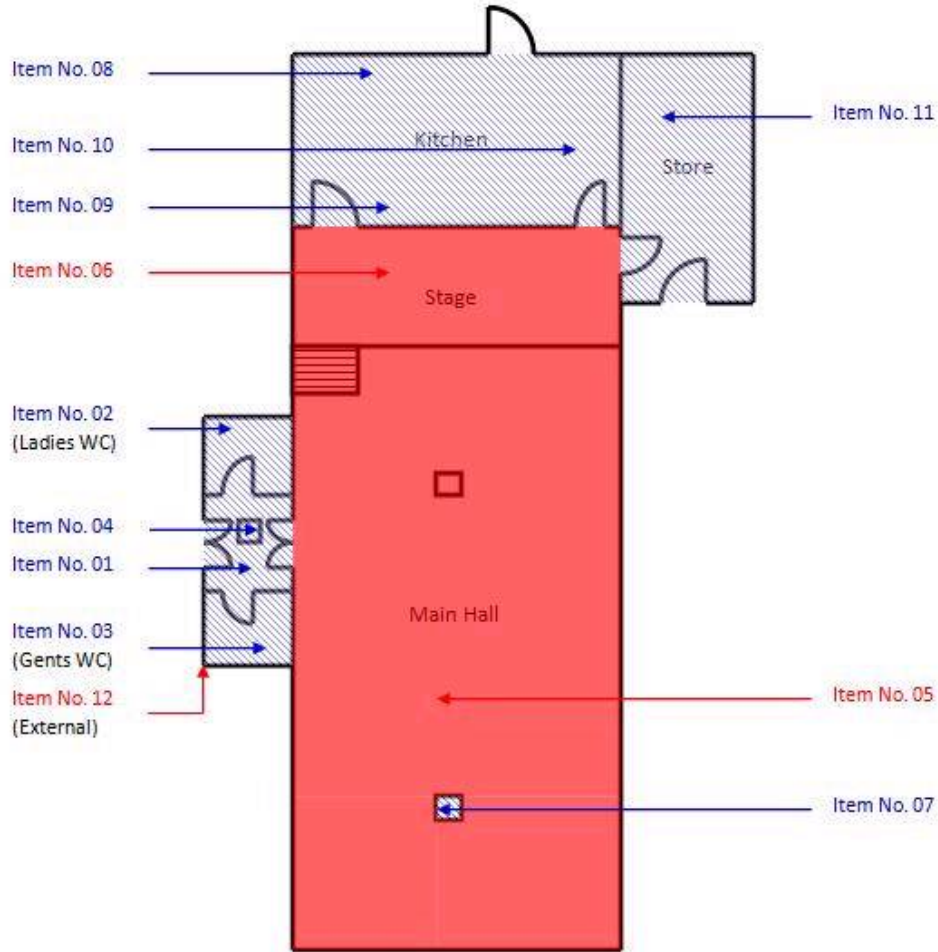 Item No. 08
Item No. 11
Item No. 10
Kitchen
Store
Item No. 09
Item No. 06
Stage
Item No. 02
(Ladies WC)
Item No. 04
Item No. 01
Main Hall
Item No. 03
(Gents WC)
Item No. 12
(External)
Item No. 05
Item No. 07